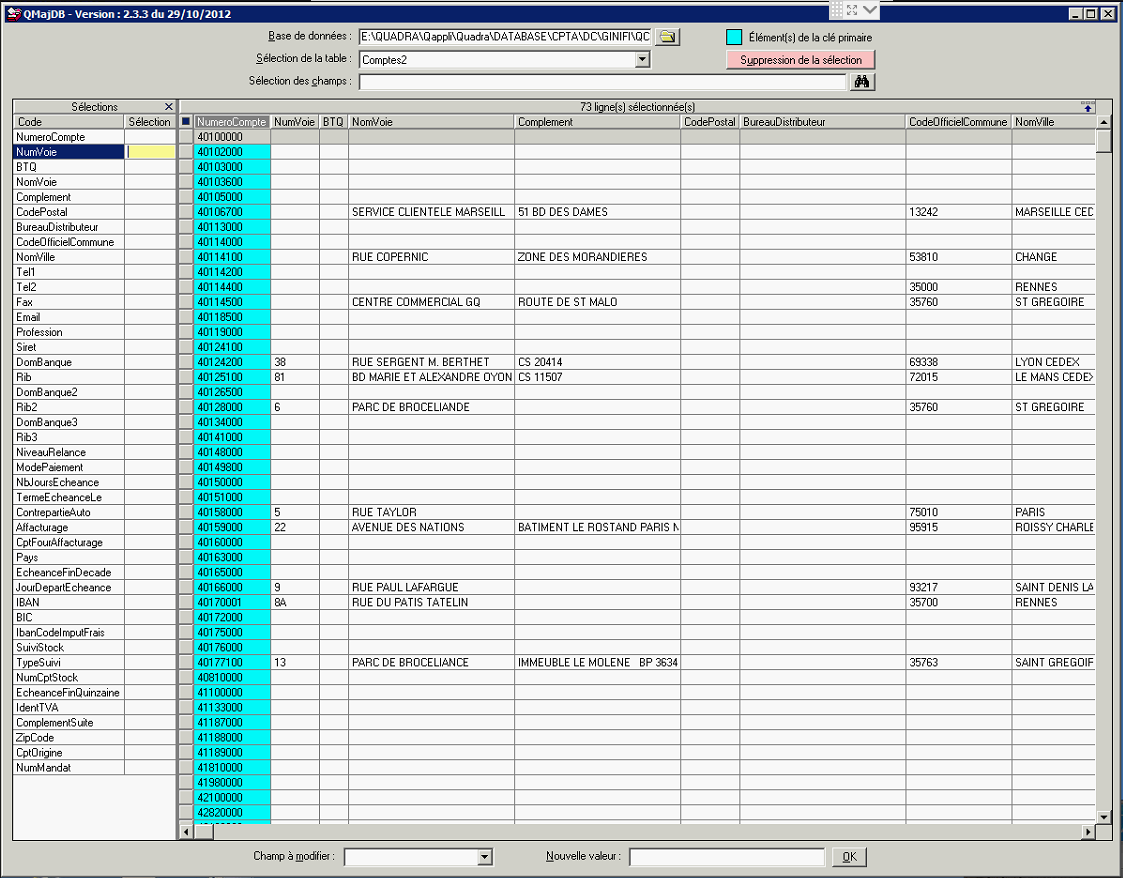 QMajDB - Version : 2.3.3 du 29/10/2012
Base de données : E:\QUADRA\Qappli\Quadra\DATABASE\CPTA\DC\GINIFI\QC
Élément(s) de la clé primaire
Sélection de la table : Comptes2
Suppression de la sélection
Sélection des champs :
Sélections
73 ligne(s) sélectionnée(s)
Code Sélection
NumeroCompte NumVoie BTQ NomVoie Complement CodePostal BureauDistributeur CodeOfficielCommune NomVille
NumeroCompte 40100000
NumVoie 40102000
BTQ 40103000
NomVoie 40103600
Complement 40105000
CodePostal 40106700 SERVICE CLIENTELE MARSEILL 51 BD DES DAMES 13242 MARSEILLE CED
BureauDistributeur 40113000
CodeOfficielCommune 40114000
NomVille 40114100 RUE COPERNIC ZONE DES MORANDIERES 53810 CHANGE
Tel1 40114200
Tel2 40114400 35000 RENNES
Fax 40114500 CENTRE COMMERCIAL GQ ROUTE DE ST MALO 35760 ST GREGOIRE
Email 40118500
Profession 40119000
Siret 40124100
DomBanque 40124200 38 RUE SERGENT M. BERTHET CS 20414 69338 LYON CEDEX
Rib 40125100 81 BD MARIE ET ALEXANDRE OYON CS 11507 72015 LE MANS CEDEX
DomBanque2 40126500
Rib2 40128000 6 PARC DE BROCELIANDE 35760 ST GREGOIRE
DomBanque3 40134000
Rib3 40141000
NiveauRelance 40148000
ModePaiement 40149800
NbJoursEcheance 40150000
TermeEcheanceLe 40151000
ContrepartieAuto 40158000 5 RUE TAYLOR 75010 PARIS
Affacturage 40159000 22 AVENUE DES NATIONS BATIMENT LE ROSTAND PARIS N 95915 ROISSY CHARLE
CptFourAffacturage 40160000
Pays 40163000
EcheanceFinDecade 40165000
JourDepartEcheance 40166000 9 RUE PAUL LAFARGUE 93217 SAINT DENIS LA
IBAN 40170001 8A RUE DU PATIS TATELIN 35700 RENNES
BIC 40172000
IbanCodeImputFrais 40175000
SuiviStock 40176000
TypeSuivi 40177100 13 PARC DE BROCELIANCE IMMEUBLE LE MOLENE BP 3634 35763 SAINT GREGOIF
NumCptStock 40810000
EcheanceFinQuinzaine 41100000
IdentTVA 41133000
ComplementSuite 41187000
ZipCode 41188000
CptOrigine 41189000
NumMandat 41810000
41980000
42100000
42820000
Champ à modifier :
Nouvelle valeur :
OK